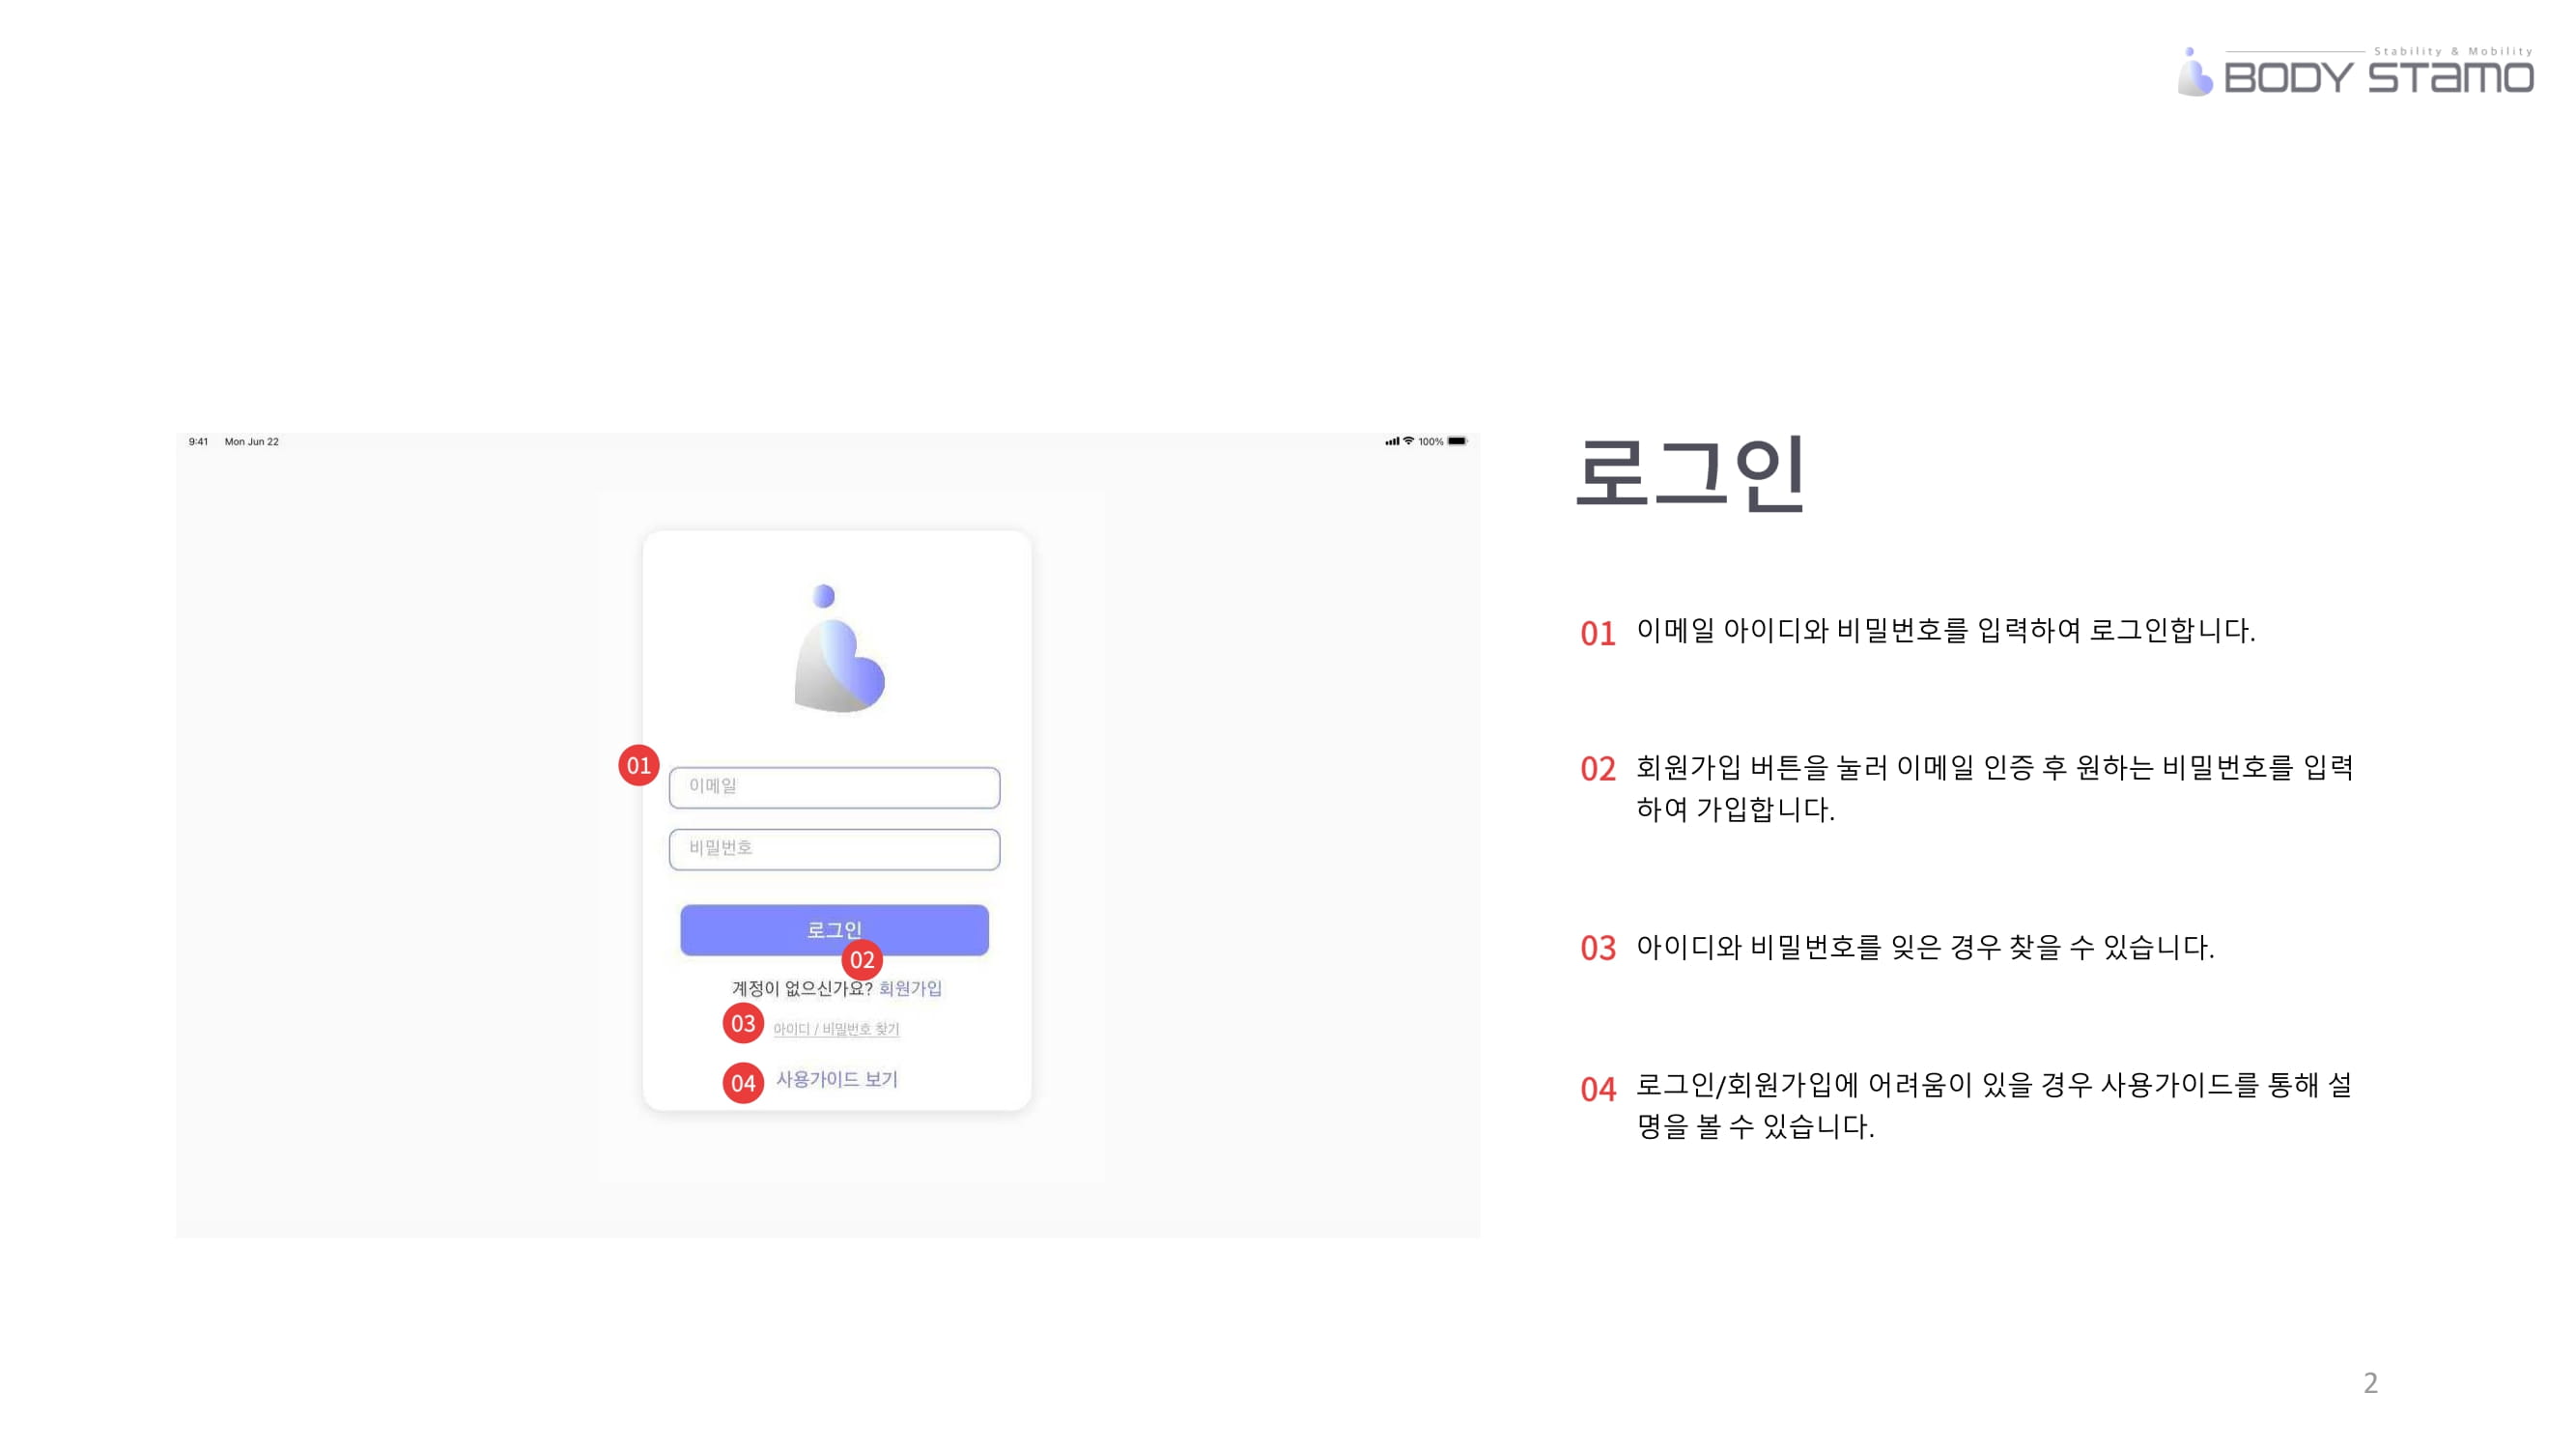 Stability & Mobility
BODY STamo
9:41 Mon Jun 22
100%
01
이메일
비밀번호
로그인
02
계정이 없으신가요? 회원가입
03 아이디 / 비밀번호 찾기
04 사용가이드 보기
로그인
01 이메일 아이디와 비밀번호를 입력하여 로그인합니다.
02 회원가입 버튼을 눌러 이메일 인증 후 원하는 비밀번호를 입력
하여 가입합니다.
03 아이디와 비밀번호를 잊은 경우 찾을 수 있습니다.
04 로그인/회원가입에 어려움이 있을 경우 사용가이드를 통해 설
명을 볼 수 있습니다.
2